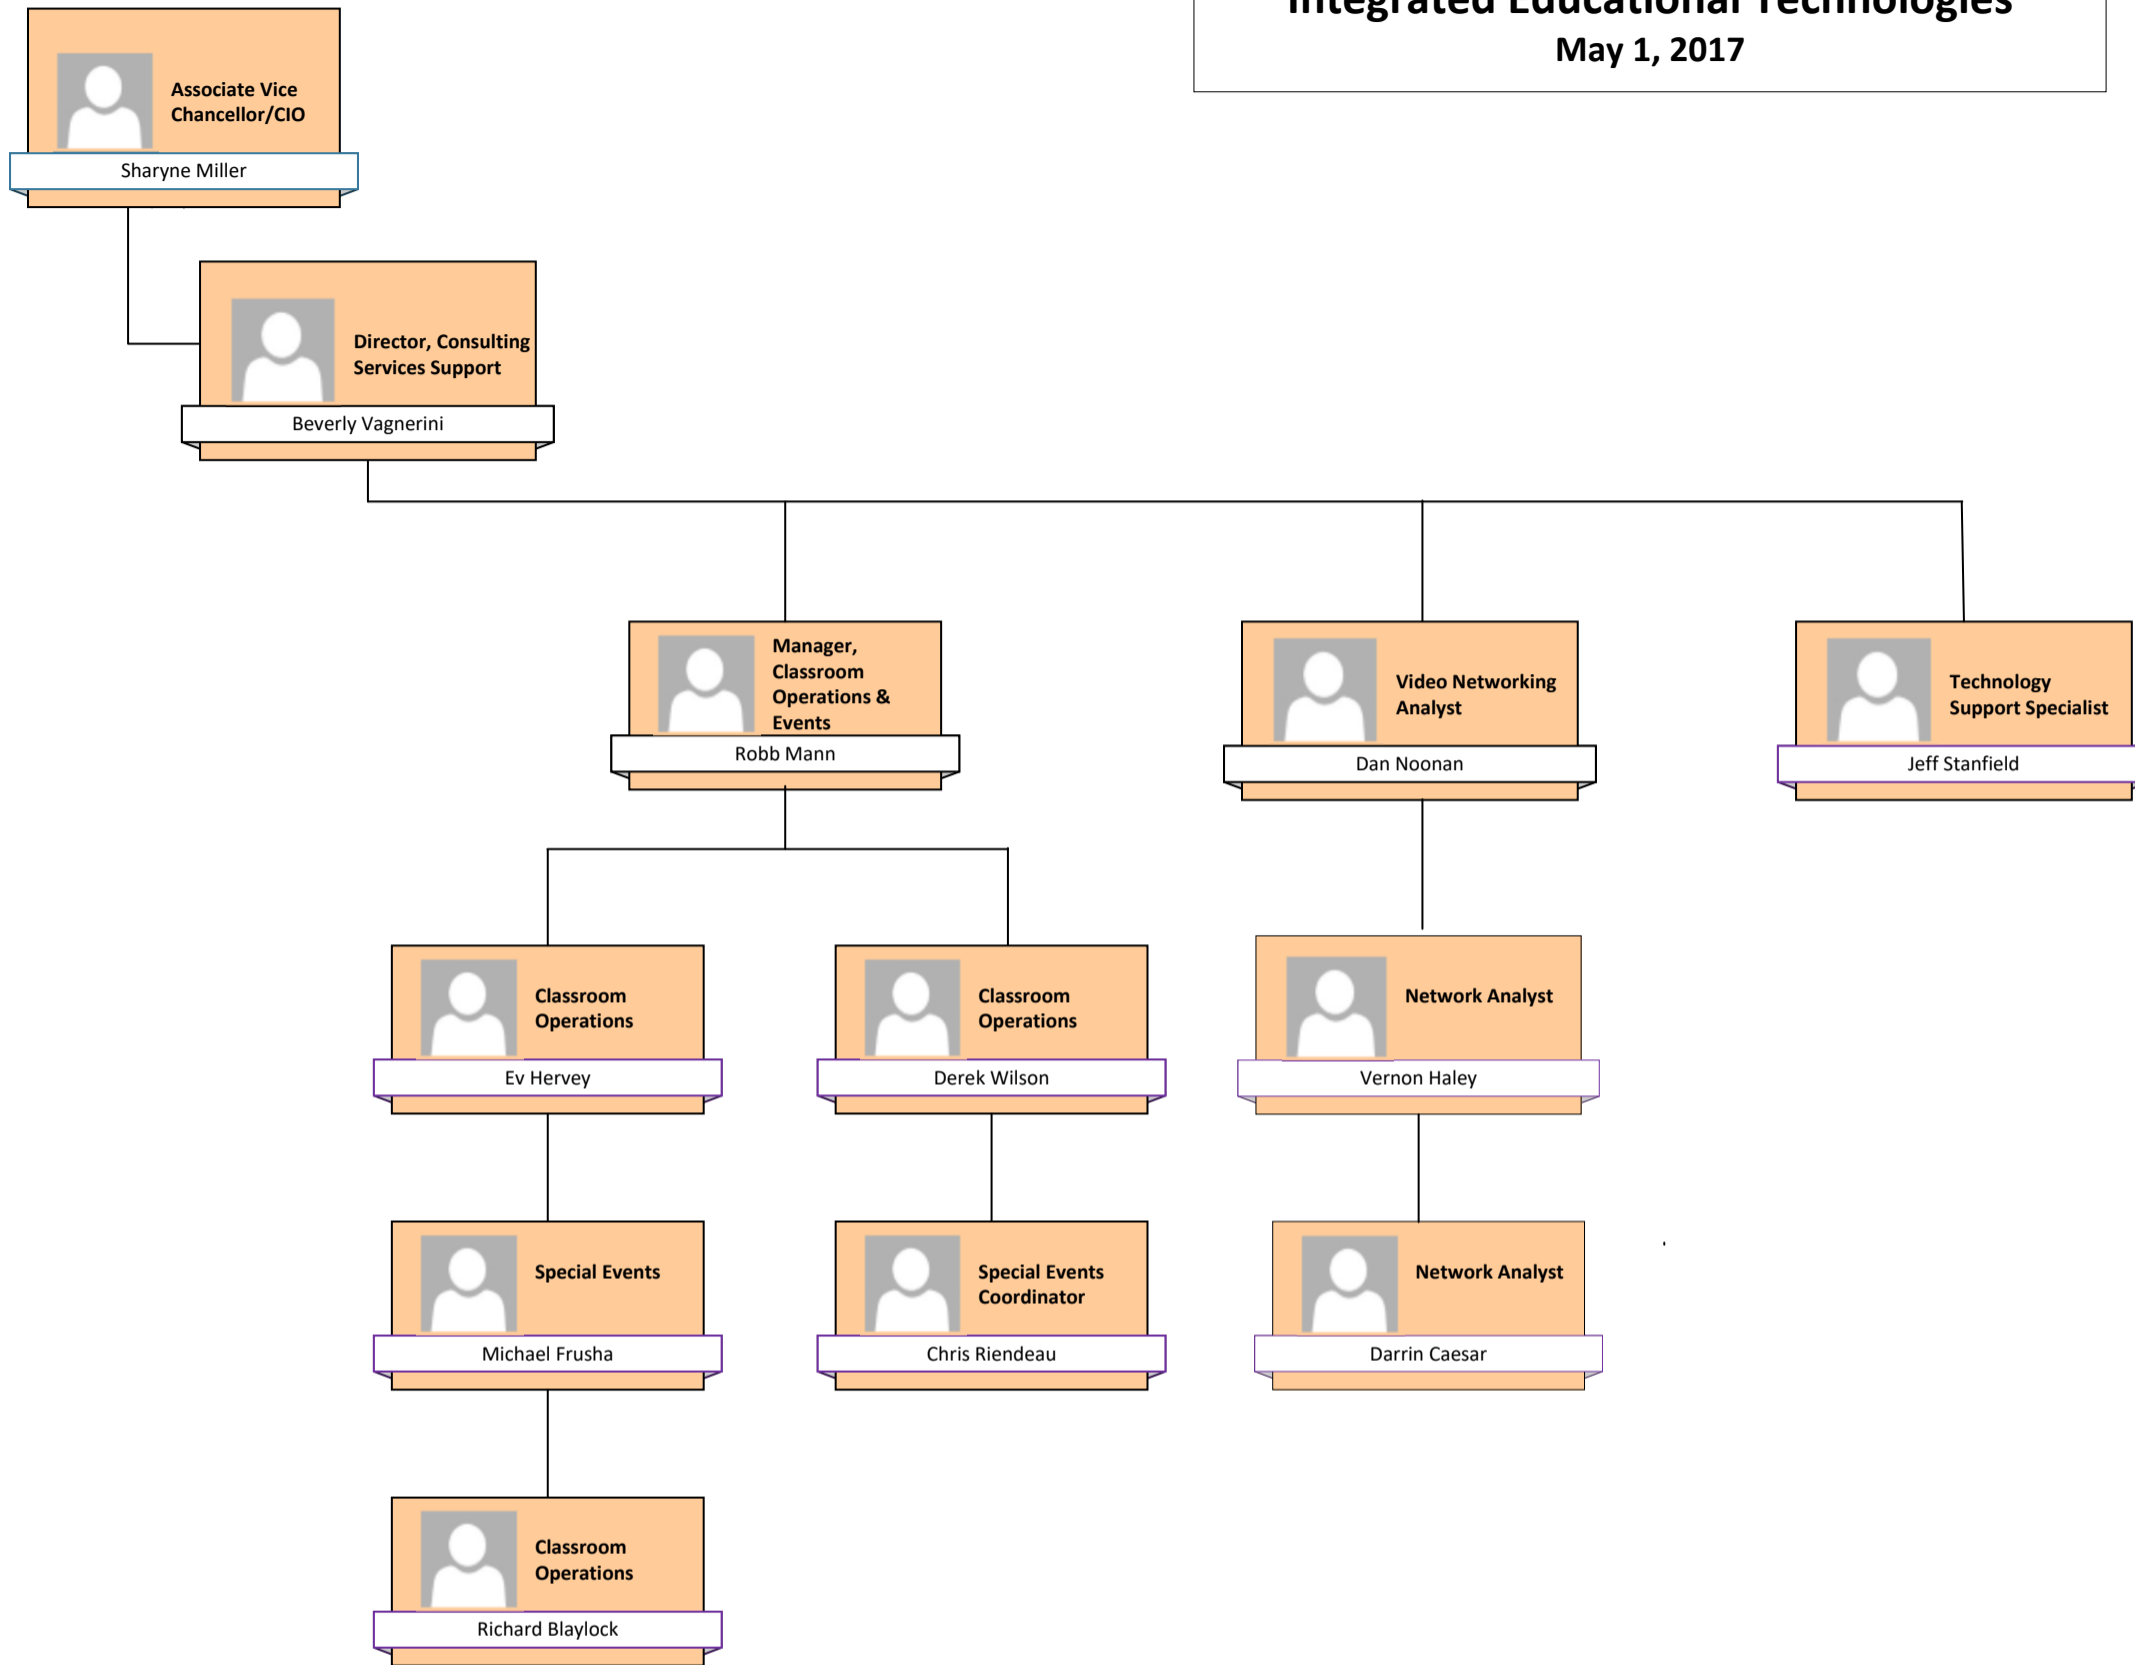 Integrated Educational Technologies
May 1, 2017
Associate Vice
Chancellor/CIO
Sharyne Miller
Director, Consulting
Services Support
Beverly Vagnerini
Manager,
Classroom
Operations &
Events
Robb Mann
Video Networking
Analyst
Dan Noonan
Technology
Support Specialist
Jeff Stanfield
Classroom
Operations
Ev Hervey
Classroom
Operations
Derek Wilson
Network Analyst
Vernon Haley
Special Events
Michael Frusha
Special Events
Coordinator
Chris Riendeau
Network Analyst
Darrin Caesar
Classroom
Operations
Richard Blaylock